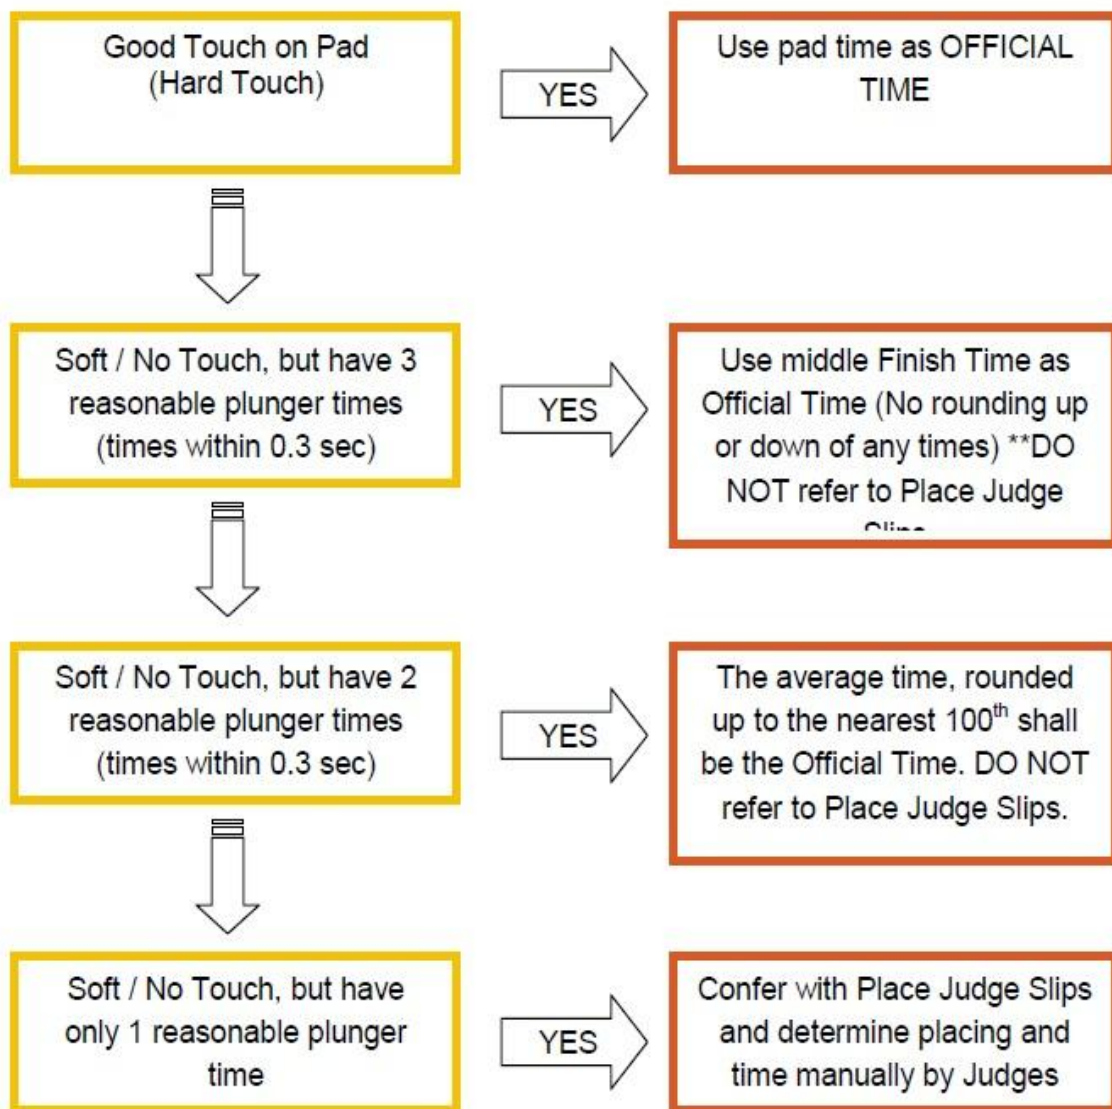 Good Touch on Pad
(Hard Touch)
YES
Use pad time as OFFICIAL
TIME
Soft / No Touch, but have 3
reasonable plunger times
(times within 0.3 sec)
YES
Use middle Finish Time as
Official Time (No rounding up
or down of any times) **DO
NOT refer to Place Judge
Soft / No Touch, but have 2
reasonable plunger times
(times within 0.3 sec)
YES
The average time, rounded
up to the nearest 100th shall
be the Official Time. DO NOT
refer to Place Judge Slips.
Soft / No Touch, but have
only 1 reasonable plunger
time
YES
Confer with Place Judge Slips
and determine placing and
time manually by Judges